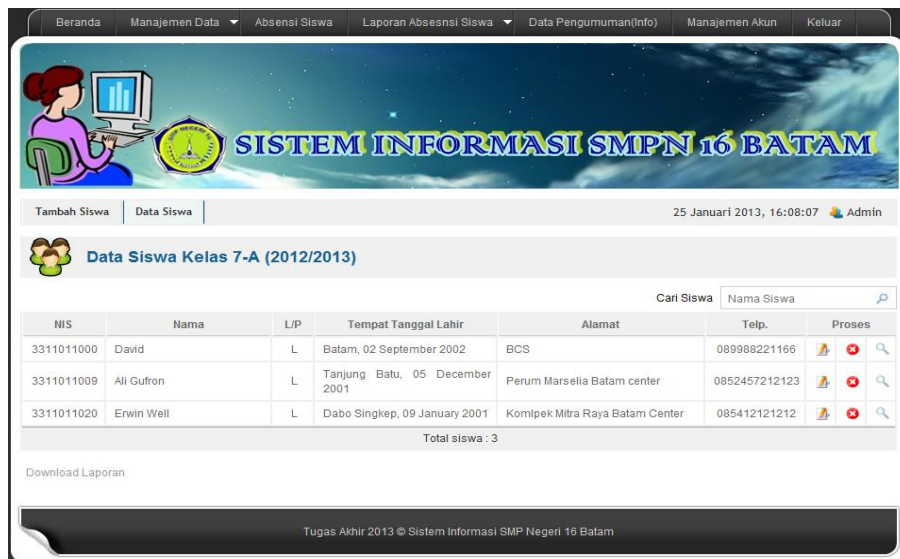 Beranda Manajemen Data Absensi Siswa Laporan Absesnsi Siswa Data Pengumuman(Info) Manajemen Akun Keluar
SMP NEGERI 16
SISTEM INFORMASI SMPN 16 BATAM
Tambah Siswa Data Siswa 25 Januari 2013, 16:08:07 Admin
Data Siswa Kelas 7-A (2012/2013)
Cari Siswa Nama Siswa
NIS Nama L/P Tempat Tanggal Lahir Alamat Telp. Proses
3311011000 David L Batam, 02 September 2002 BCS 089988221166
3311011009 Ali Gufron L Tanjung Batu, 05 December 2001 Perum Marselia Batam center 0852457212123
3311011020 Erwin Well L Dabo Singkep, 09 January 2001 Komlpek Mitra Raya Batam Center 085412121212
Total siswa : 3
Download Laporan
Tugas Akhir 2013 © Sistem Informasi SMP Negeri 16 Batam